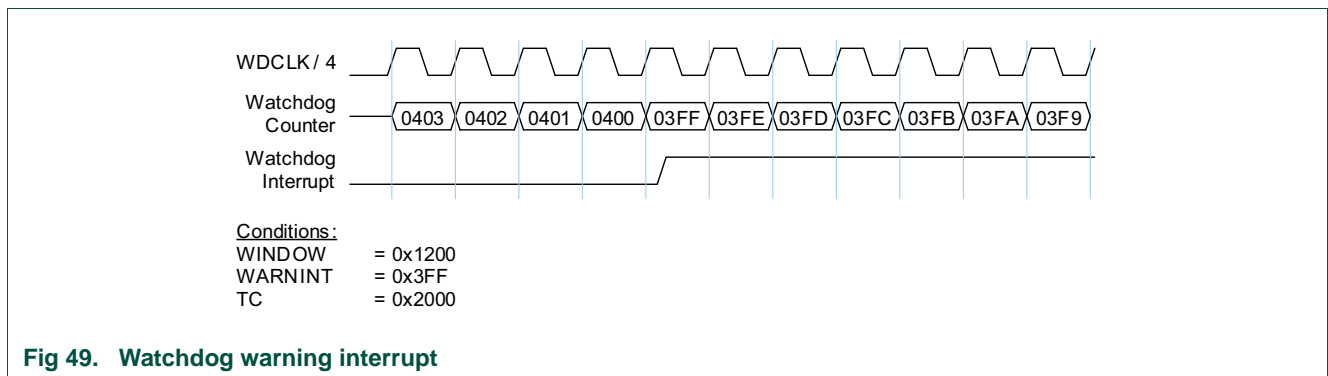 WDCLK / 4
Watchdog
Counter
0403 0402 0401 0400 03FF 03FE 03FD 03FC 03FB 03FA 03F9
Watchdog
Interrupt
Conditions:
WINDOW = 0x1200
WARNINT = 0x3FF
TC = 0x2000
Fig 49. Watchdog warning interrupt